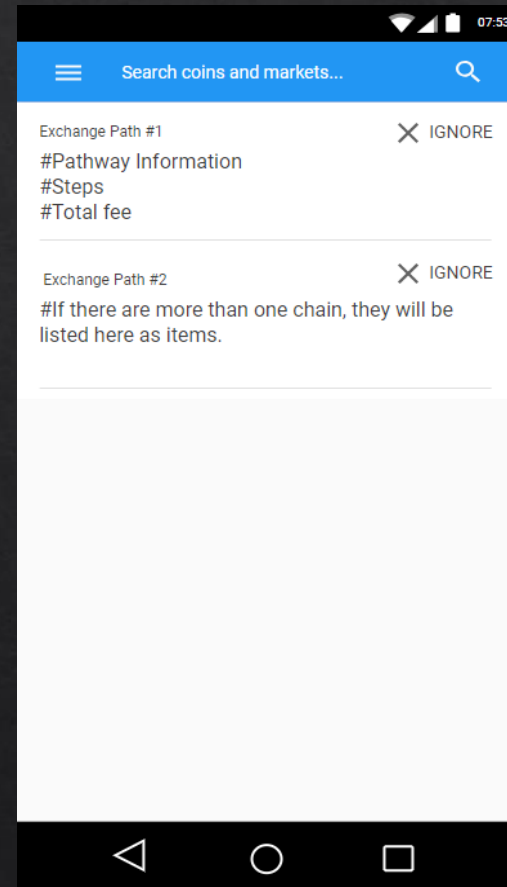 07:53
Search coins and markets...
Exchange Path #1
IGNORE
#Pathway Information
#Steps
#Total fee
Exchange Path #2
IGNORE
#If there are more than one chain, they will be
listed here as items.